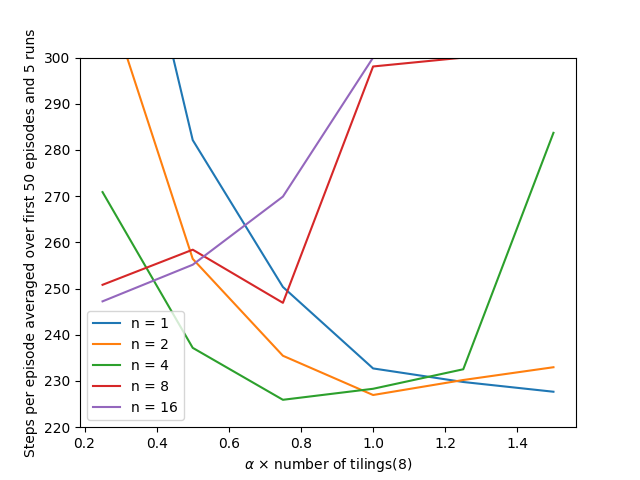 Steps per episode averaged over first 50 episodes and 5 runs
300
290
280
270
260
250
240
230
220
n = 1
n = 2
n = 4
n = 8
n = 16
0.2 0.4 0.6 0.8 1.0 1.2 1.4
α × number of tilings(8)